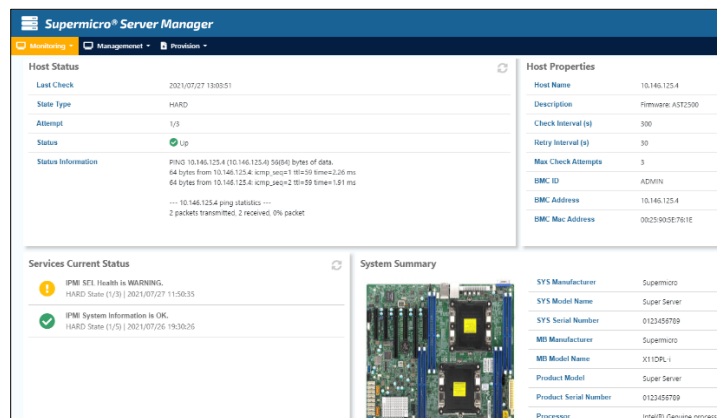 Supermicro® Server Manager
Monitoring
Managemenet
Provision
Host Status
Last Check 2021/07/27 13:03:51
State Type HARD
Attempt 1/3
Status Up
Status Information PING 10.146.125.4 (10.146.125.4) 56(84) bytes of data.
64 bytes from 10.146.125.4: icmp_seq=1 ttl=59 time=2.26 ms
64 bytes from 10.146.125.4: icmp_seq=2 ttl=59 time=1.91 ms
--- 10.146.125.4 ping statistics ---
2 packets transmitted, 2 received, 0% packet
Host Properties
Host Name 10.146.125.4
Description Firmware: AST2500
Check Interval (s) 300
Retry Interval (s) 30
Max Check Attempts 3
BMC ID ADMIN
BMC Address 10.146.125.4
BMC Mac Address 00:25:90:5E:76:1E
Services Current Status
IPMI SEL Health is WARNING.
HARD State (1/3) | 2021/07/27 11:50:35
IPMI System Information is OK.
HARD State (1/5) | 2021/07/26 19:30:26
System Summary
SYS Manufacturer Supermicro
SYS Model Name Super Server
SYS Serial Number 0123456789
MB Manufacturer Supermicro
MB Model Name X11DPL-i
Product Model Super Server
Product Serial Number 0123456789
Processor Intel(R) Genuine process